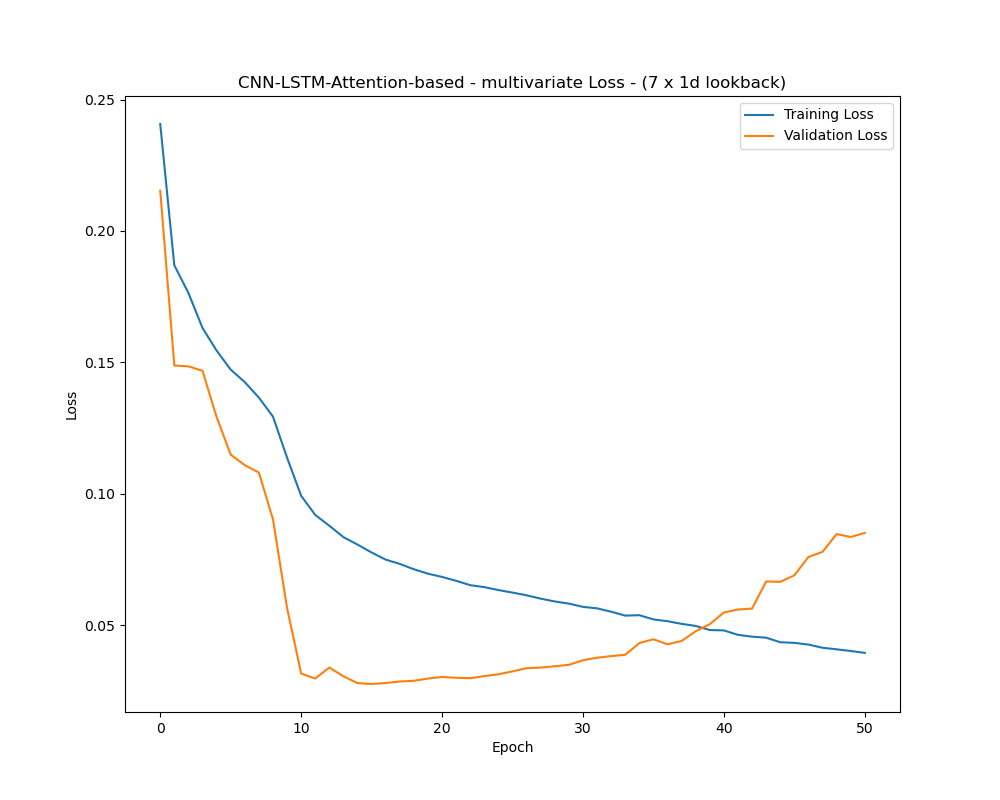 CNN-LSTM-Attention-based - multivariate Loss - (7 x 1d lookback)
Training Loss
Validation Loss
0.25
0.20
0.15
0.10
0.05
Loss
0 10 20 30 40 50
Epoch